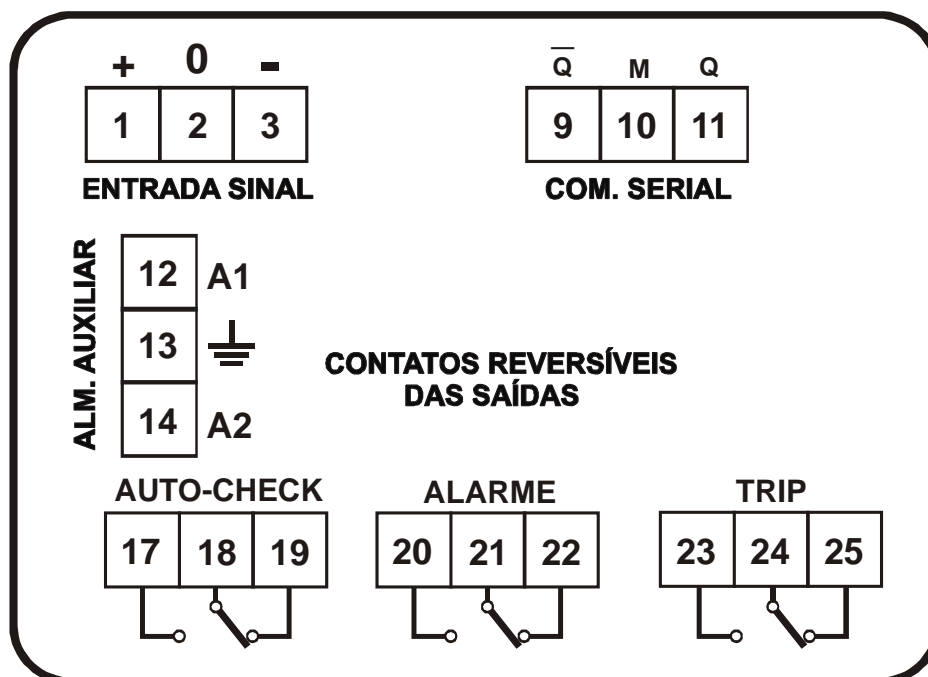 + 0 -
1 2 3
ENTRADA SINAL
Q̅ M Q
9 10 11
COM. SERIAL
ALM. AUXILIAR
12 A1
13
14 A2
CONTATOS REVERSÍVEIS
DAS SAÍDAS
AUTO-CHECK
17 18 19
ALARME
20 21 22
TRIP
23 24 25